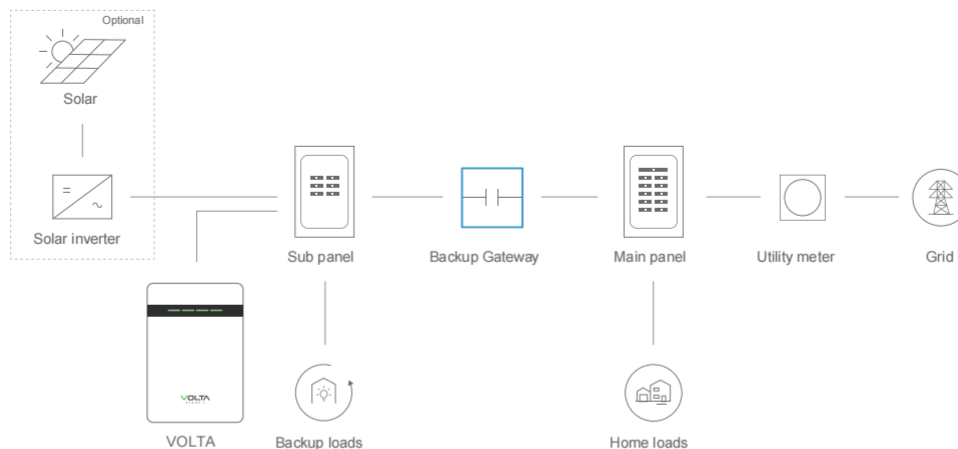 Optional
Solar
Solar inverter
Sub panel
Backup Gateway
Main panel
Utility meter
Grid
VOLTA
VOLTA
Backup loads
Home loads